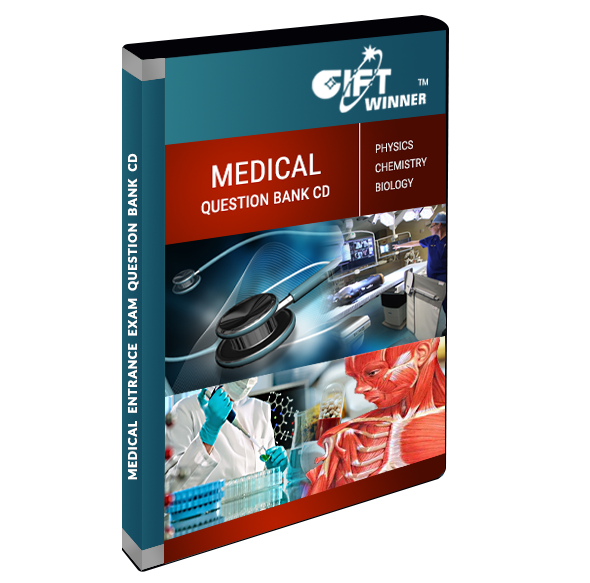 GIFT
WINNER
TM
MEDICAL
QUESTION BANK CD
PHYSICS
CHEMISTRY
BIOLOGY
MEDICAL ENTRANCE EXAM QUESTION BANK CD